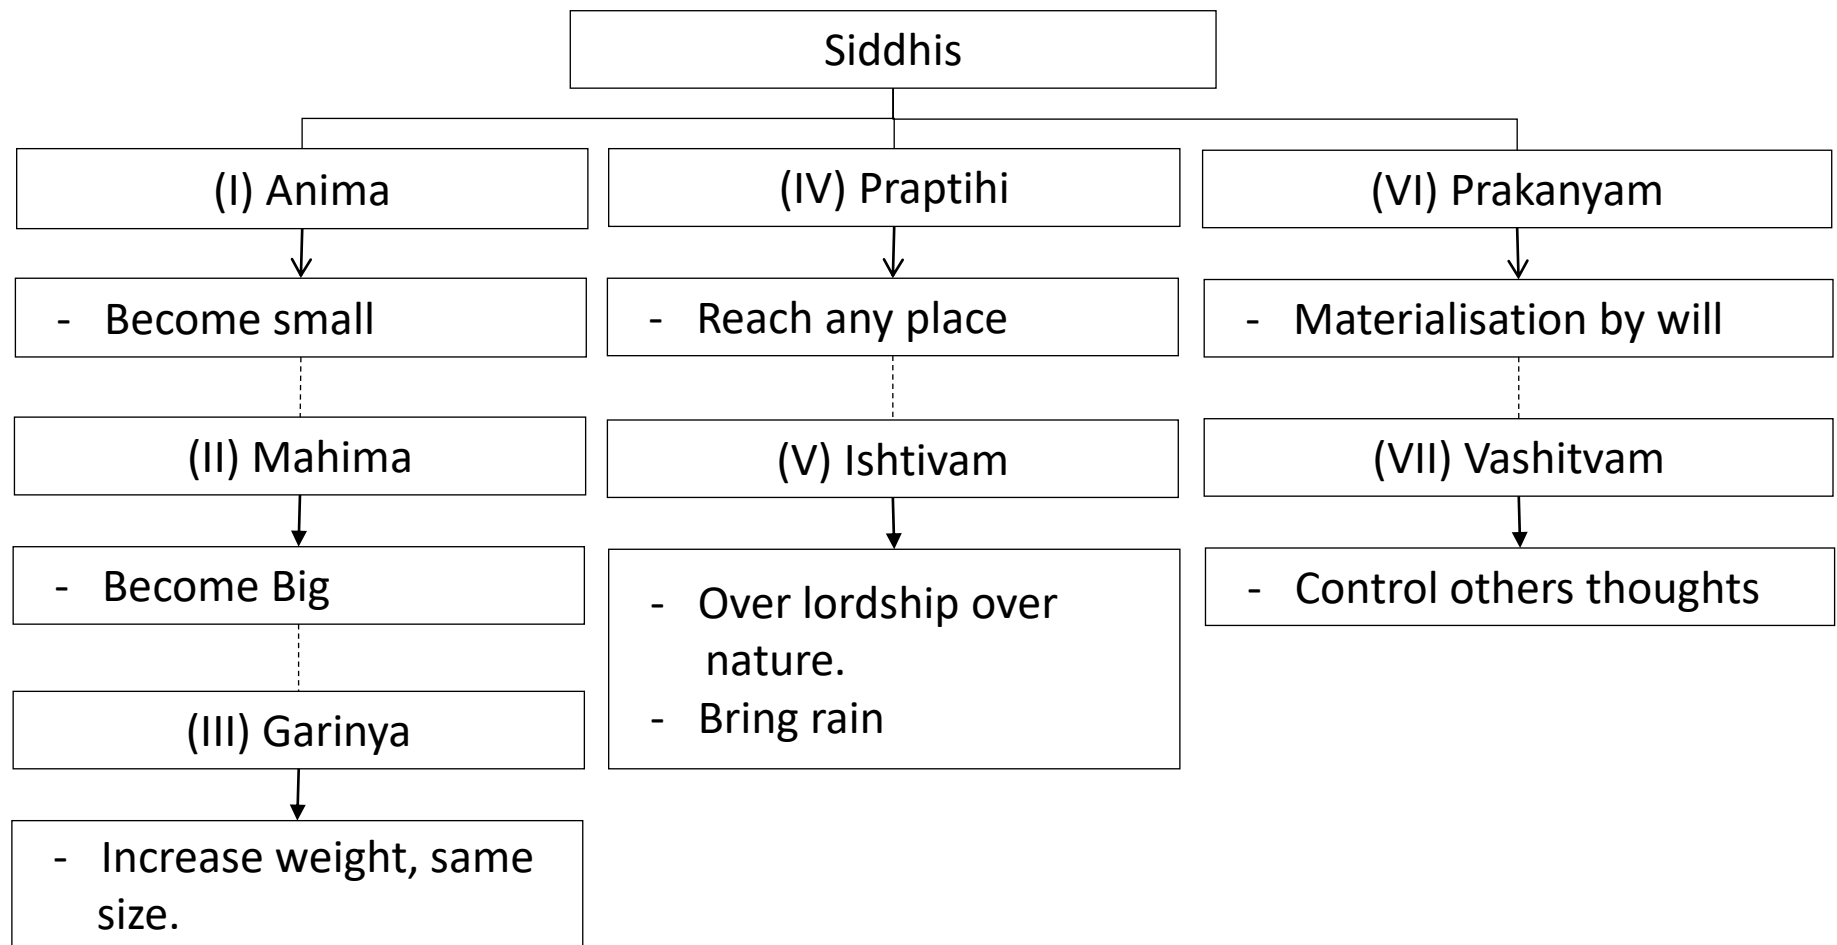 Siddhis
(I) Anima
- Become small
(II) Mahima
- Become Big
(III) Garinya
- Increase weight, same
size.
(IV) Praptihi
- Reach any place
(V) Ishtivam
- Over lordship over
nature.
- Bring rain
(VI) Prakanyam
- Materialisation by will
(VII) Vashitvam
- Control others thoughts